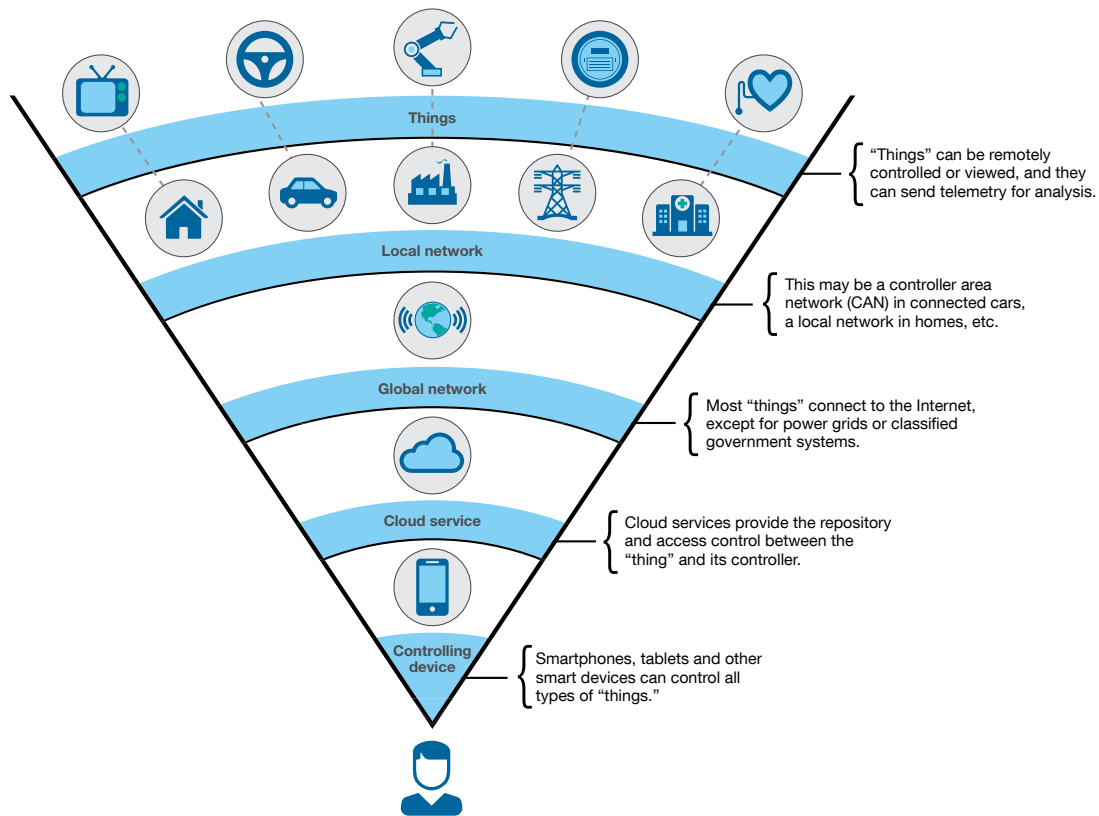 Things
“Things” can be remotely
controlled or viewed, and they
can send telemetry for analysis.
Local network
This may be a controller area
network (CAN) in connected cars,
a local network in homes, etc.
Global network
Most “things” connect to the Internet,
except for power grids or classified
government systems.
Cloud service
Cloud services provide the repository
and access control between the
“thing” and its controller.
Controlling
device
Smartphones, tablets and other
smart devices can control all
types of “things.”